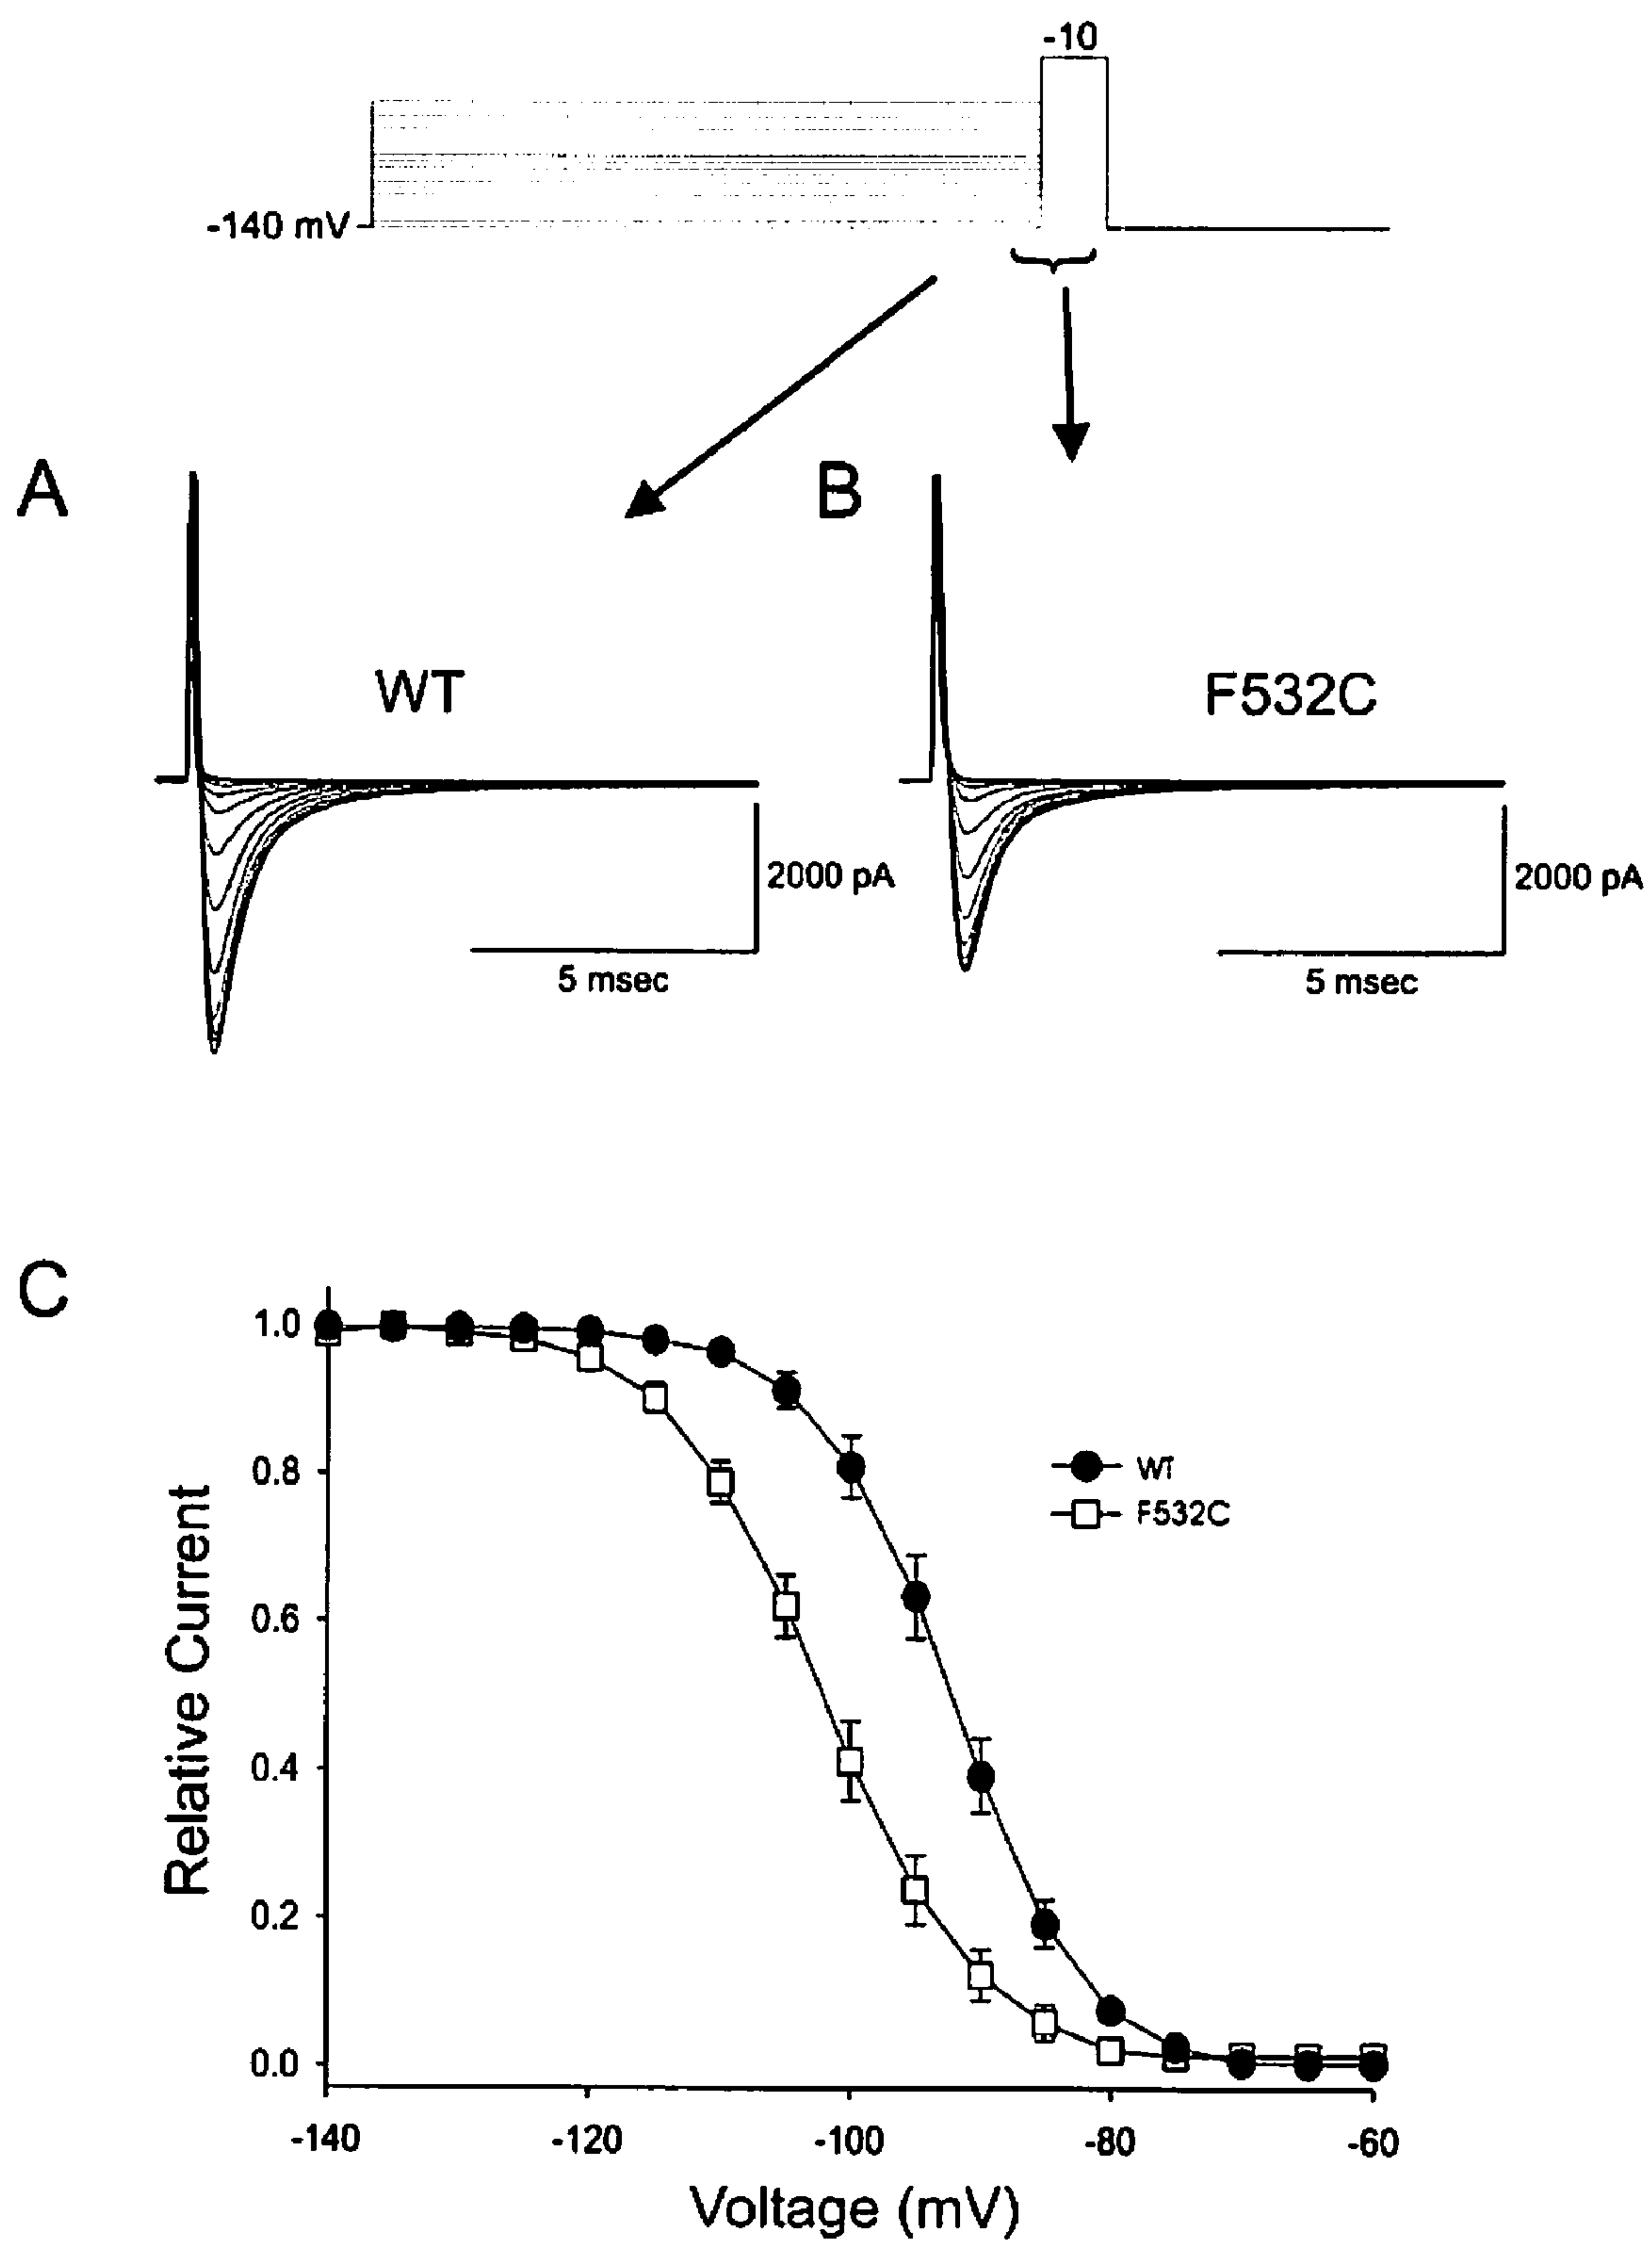 -10
-140 mV
A
B
WT
F532C
2000 pA
2000 pA
5 msec
5 msec
C
1.0
0.8
0.6
0.4
0.2
0.0
Relative Current
WT
F532C
-140
-120
-100
-80
-60
Voltage (mV)